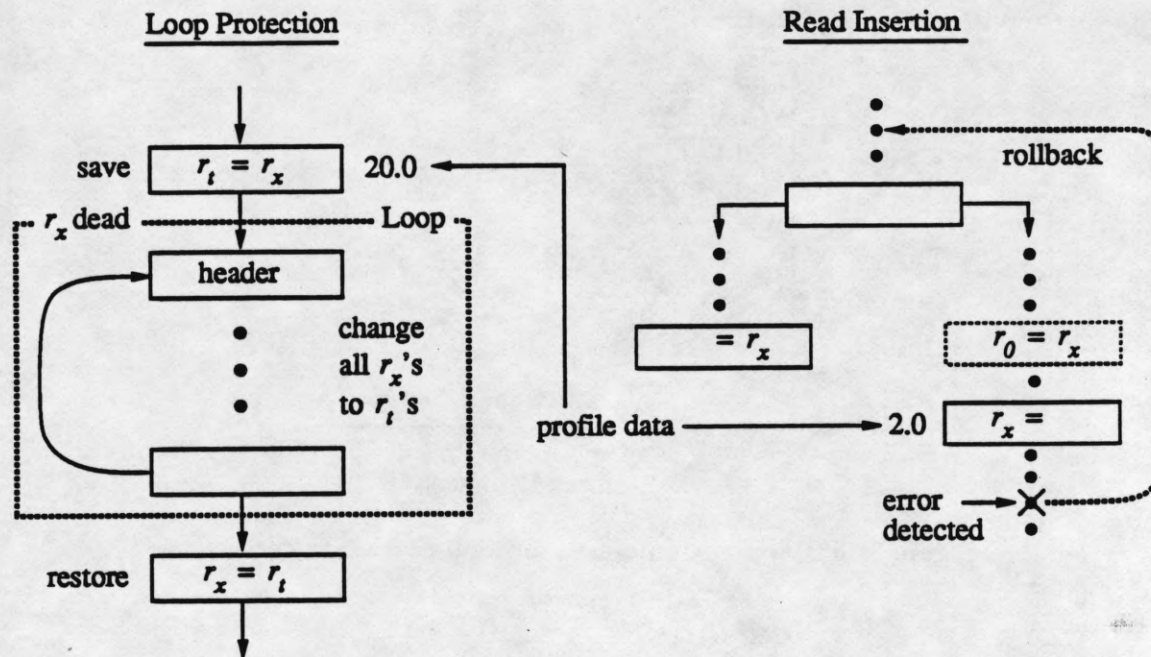 Loop Protection
save
r_t = r_x
20.0
r_x dead
Loop
header
change
all r_x's
to r_t's
restore
r_x = r_t
Read Insertion
rollback
= r_x
r_0 = r_x
profile data
2.0
r_x =
error
detected